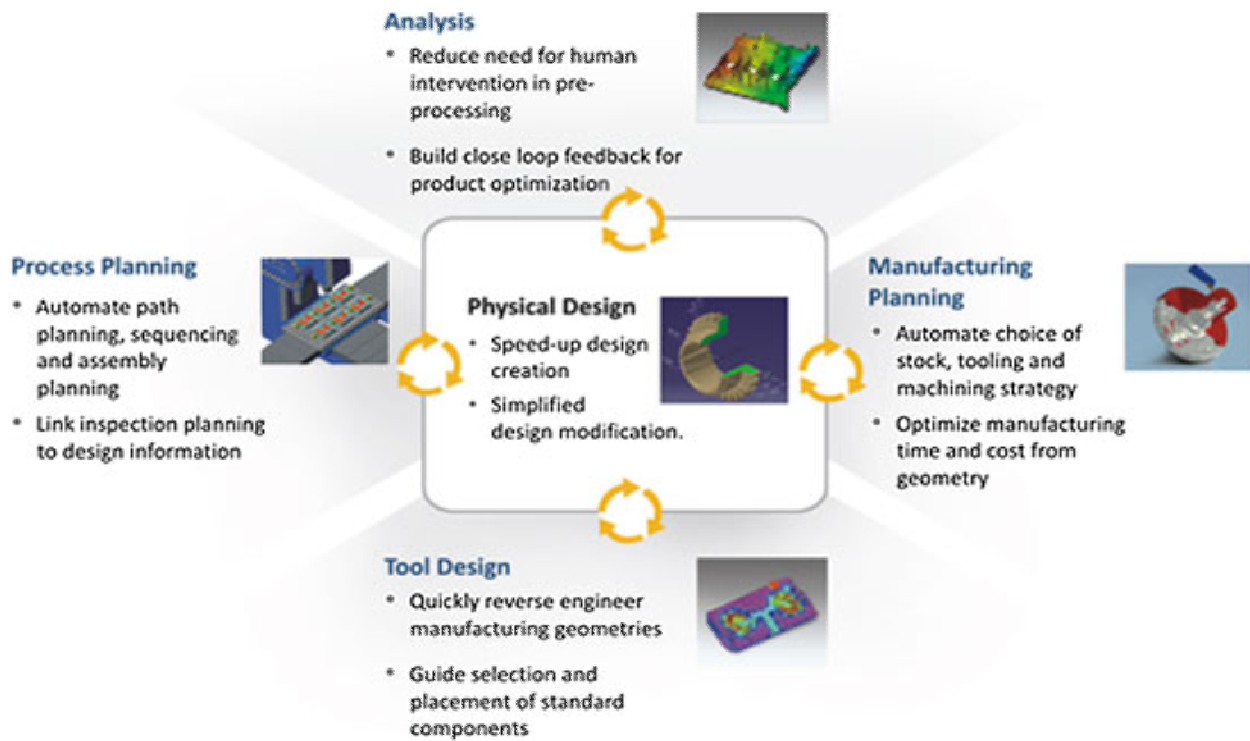 Analysis
• Reduce need for human
intervention in pre-
processing
• Build close loop feedback for
product optimization
Process Planning
• Automate path
planning, sequencing
and assembly
planning
• Link inspection planning
to design information
Physical Design
• Speed-up design
creation
• Simplified
design modification.
Manufacturing
Planning
• Automate choice of
stock, tooling and
machining strategy
• Optimize manufacturing
time and cost from
geometry
Tool Design
• Quickly reverse engineer
manufacturing geometries
• Guide selection and
placement of standard
components